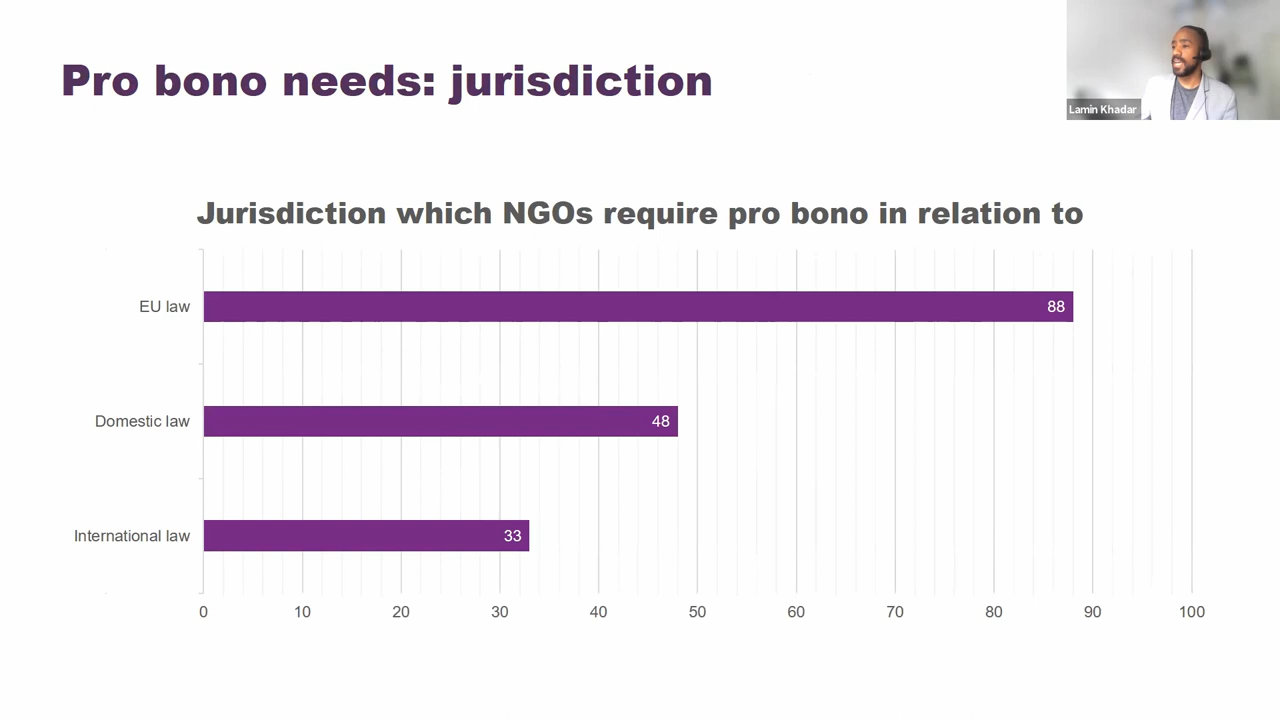 Pro bono needs: jurisdiction
Lamin Khadar
Jurisdiction which NGOs require pro bono in relation to
EU law
88
Domestic law
48
International law
33
0 10 20 30 40 50 60 70 80 90 100